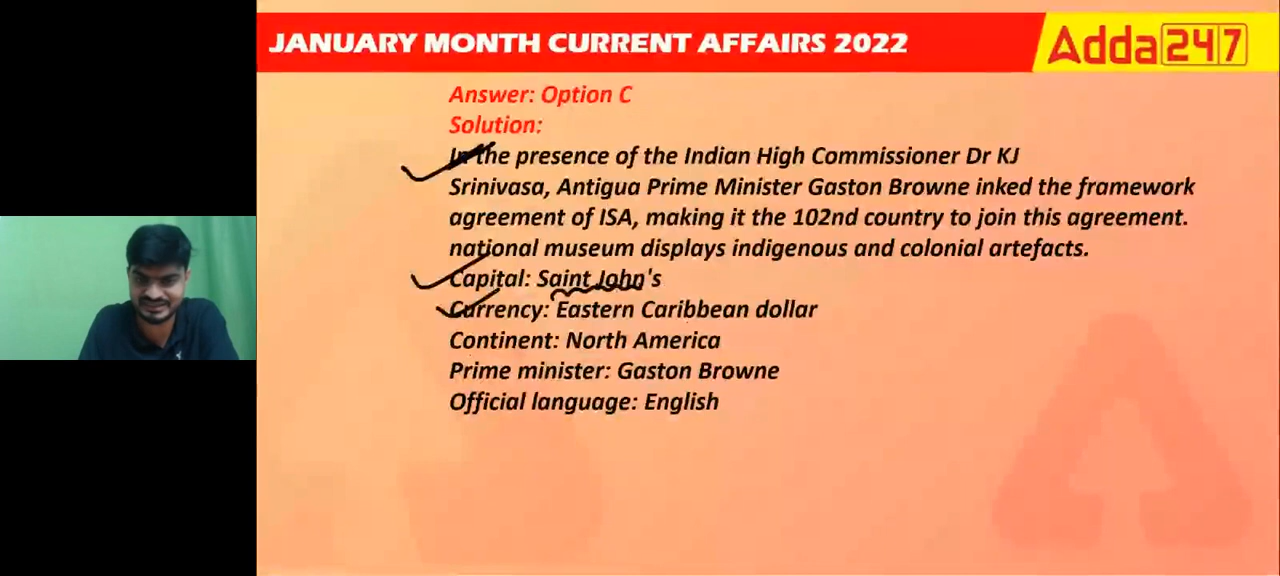 JANUARY MONTH CURRENT AFFAIRS 2022
Adda247
Answer: Option C
Solution:
In the presence of the Indian High Commissioner Dr KJ
Srinivasa, Antigua Prime Minister Gaston Browne inked the framework
agreement of ISA, making it the 102nd country to join this agreement.
national museum displays indigenous and colonial artefacts.
Capital: Saint John's
Currency: Eastern Caribbean dollar
Continent: North America
Prime minister: Gaston Browne
Official language: English